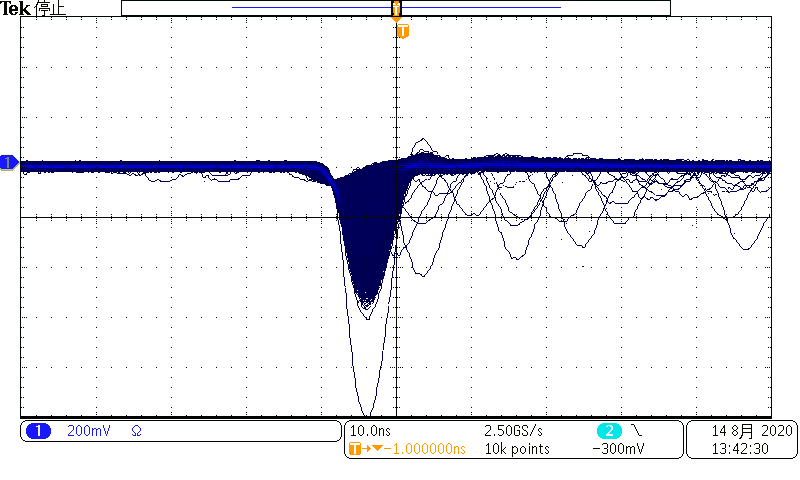 Tek 停止
T
1
1 200mV Ω
10.0ns 2.50GS/s 2 14 8月 2020
T→▼−1.000000ns 10k points −300mV 13:42:30